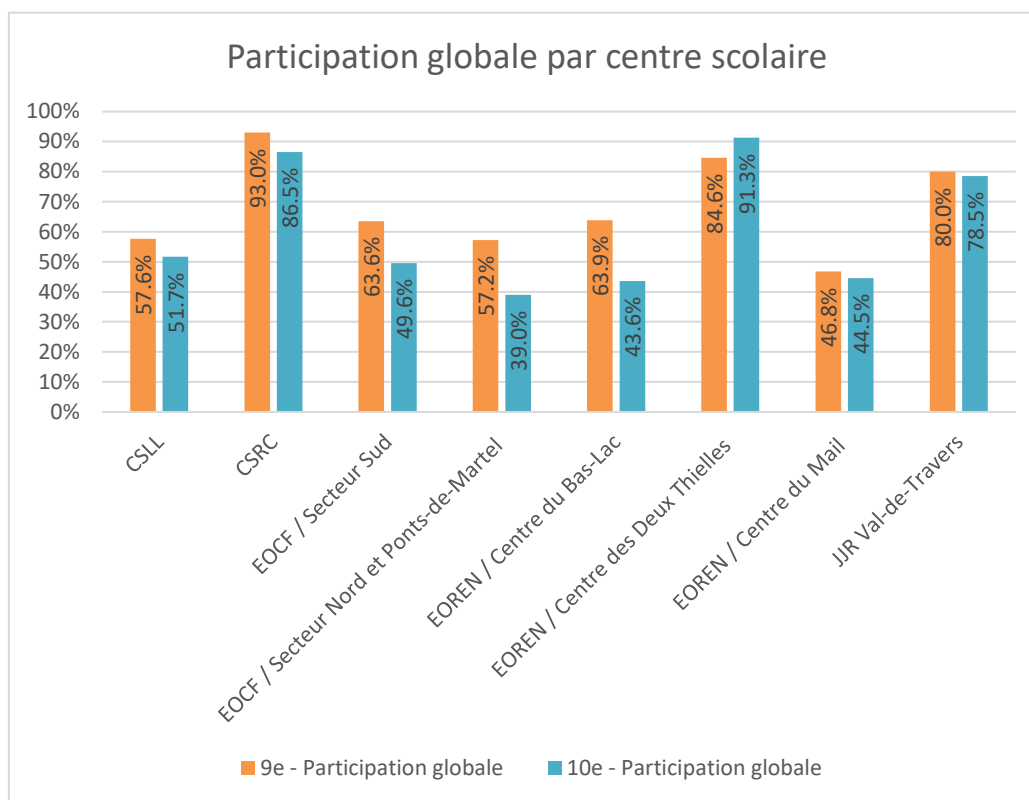 Participation globale par centre scolaire
100%
90%
80%
70%
60%
50%
40%
30%
20%
10%
0%
57.6%
51.7%
93.0%
86.5%
63.6%
49.6%
57.2%
39.0%
63.9%
43.6%
84.6%
91.3%
46.8%
44.5%
80.0%
78.5%
CSLL
CSRC
EOCF / Secteur Sud
EOCF / Secteur Nord et Ponts-de-Martel
EOREN / Centre du Bas-Lac
EOREN / Centre des Deux Thielles
EOREN / Centre du Mail
JJR Val-de-Travers
9e - Participation globale
10e - Participation globale